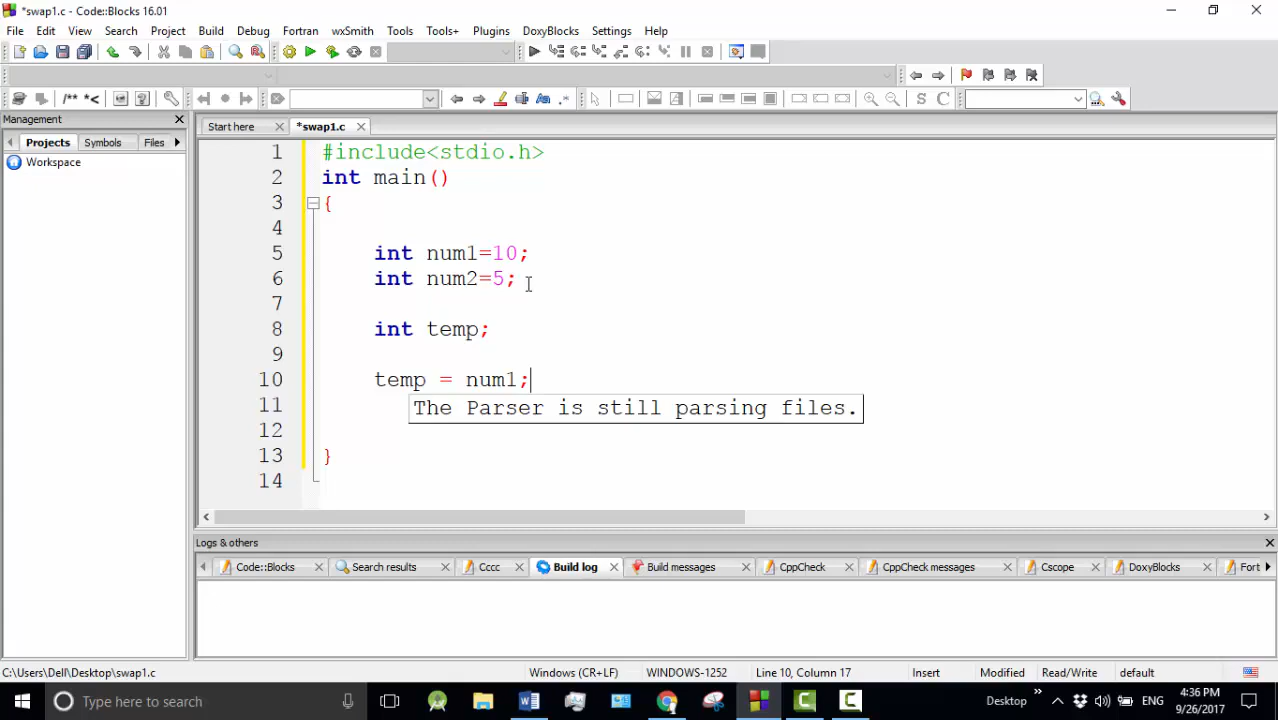 *swap1.c - Code::Blocks 16.01
File Edit View Search Project Build Debug Fortran wxSmith Tools Tools+ Plugins DoxyBlocks Settings Help
/** *<
S C
Management
Start here *swap1.c
Projects Symbols Files
Workspace
1 #include<stdio.h>
2 int main()
3 {
4
5 int num1=10;
6 int num2=5;
7
8 int temp;
9
10 temp = num1;
The Parser is still parsing files.
11
12
13 }
14
Logs & others
Code::Blocks Search results Cccc Build log Build messages CppCheck CppCheck messages Cscope DoxyBlocks Fort
C:\Users\Dell\Desktop\swap1.c Windows (CR+LF) WINDOWS-1252 Line 10, Column 17 Insert Modified Read/Write default
Type here to search
Desktop
ENG
4:36 PM
9/26/2017